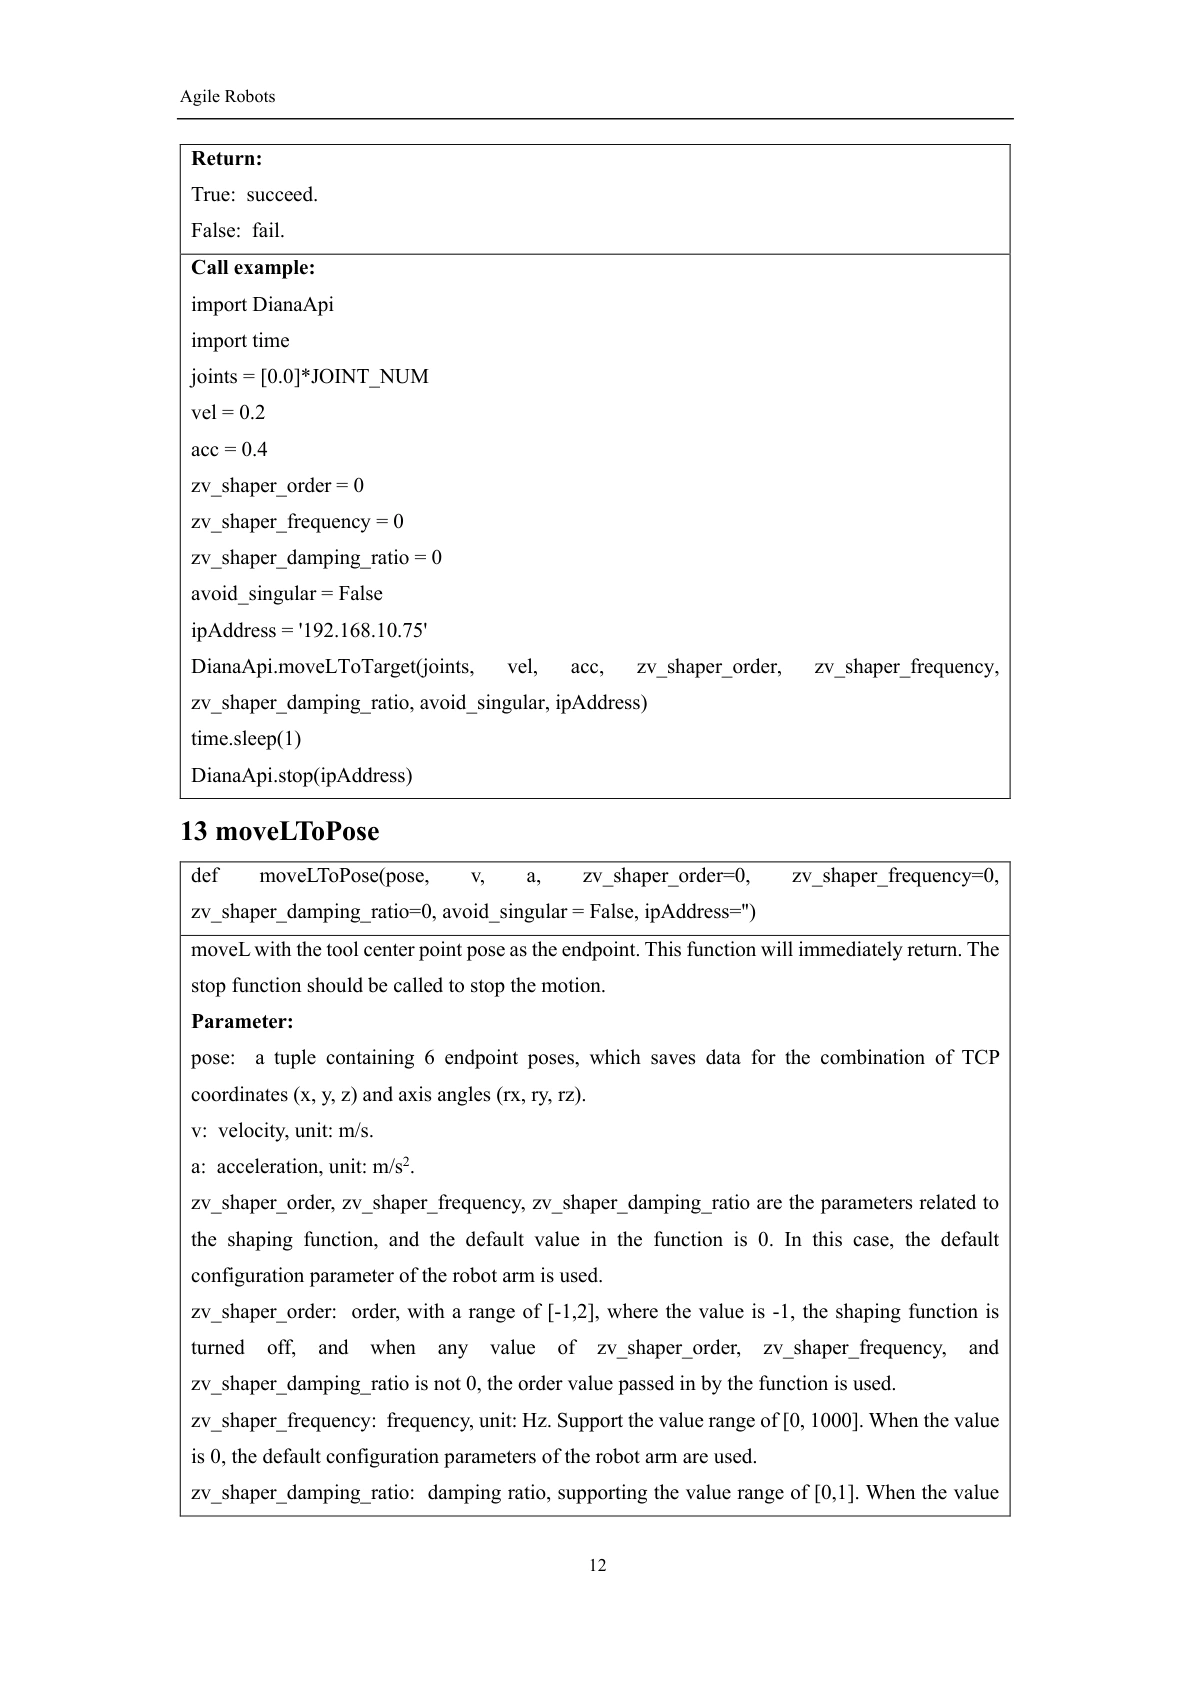 Agile Robots
Return:
True: succeed.
False: fail.
Call example:
import DianaApi
import time
joints = [0.0]*JOINT_NUM
vel = 0.2
acc = 0.4
zv_shaper_order = 0
zv_shaper_frequency = 0
zv_shaper_damping_ratio = 0
avoid_singular = False
ipAddress = '192.168.10.75'
DianaApi.moveLToTarget(joints, vel, acc, zv_shaper_order, zv_shaper_frequency,
zv_shaper_damping_ratio, avoid_singular, ipAddress)
time.sleep(1)
DianaApi.stop(ipAddress)
13 moveLToPose
def moveLToPose(pose, v, a, zv_shaper_order=0, zv_shaper_frequency=0,
zv_shaper_damping_ratio=0, avoid_singular = False, ipAddress='')
moveL with the tool center point pose as the endpoint. This function will immediately return. The
stop function should be called to stop the motion.
Parameter:
pose: a tuple containing 6 endpoint poses, which saves data for the combination of TCP
coordinates (x, y, z) and axis angles (rx, ry, rz).
v: velocity, unit: m/s.
a: acceleration, unit: m/s².
zv_shaper_order, zv_shaper_frequency, zv_shaper_damping_ratio are the parameters related to
the shaping function, and the default value in the function is 0. In this case, the default
configuration parameter of the robot arm is used.
zv_shaper_order: order, with a range of [-1,2], where the value is -1, the shaping function is
turned off, and when any value of zv_shaper_order, zv_shaper_frequency, and
zv_shaper_damping_ratio is not 0, the order value passed in by the function is used.
zv_shaper_frequency: frequency, unit: Hz. Support the value range of [0, 1000]. When the value
is 0, the default configuration parameters of the robot arm are used.
zv_shaper_damping_ratio: damping ratio, supporting the value range of [0,1]. When the value
12